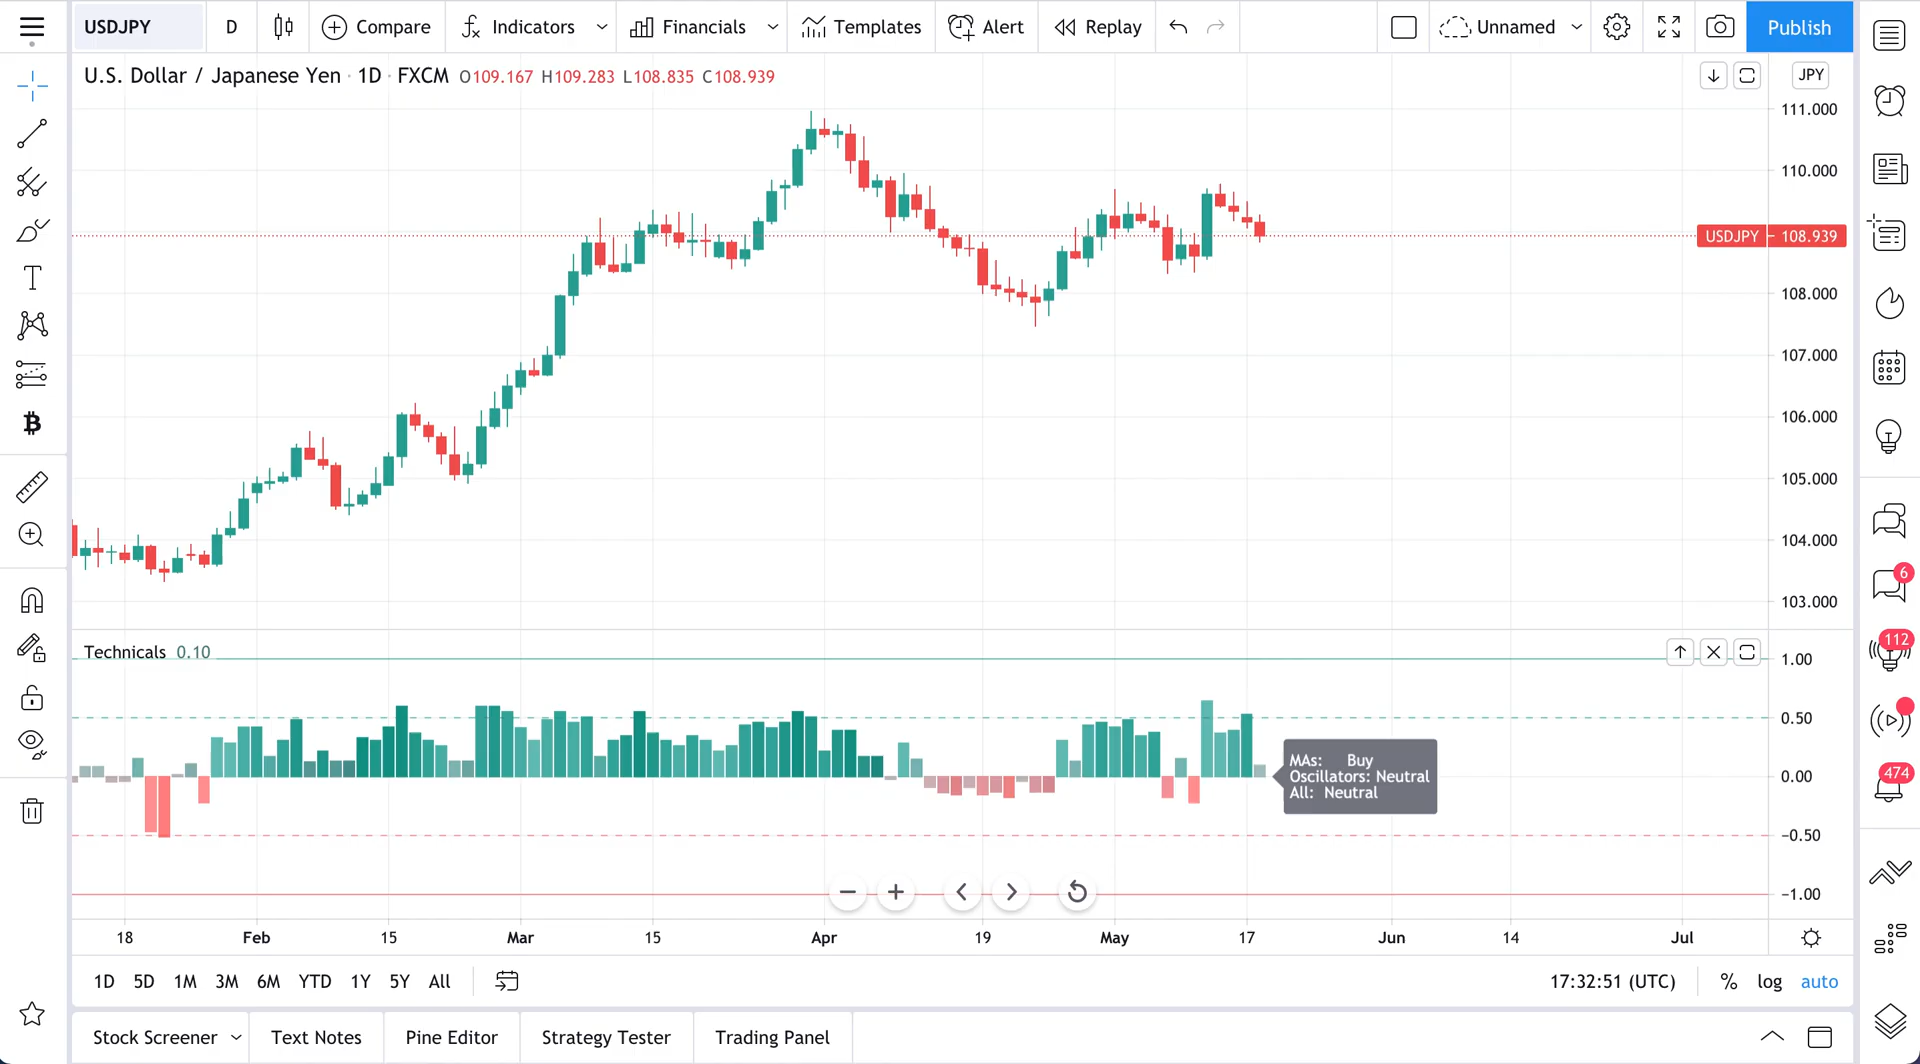 USDJPY D Compare Indicators Financials Templates Alert Replay Unnamed Publish
U.S. Dollar / Japanese Yen · 1D · FXCM O109.167 H109.283 L108.835 C108.939
JPY
111.000
110.000
USDJPY 108.939
108.000
107.000
106.000
105.000
104.000
103.000
Technicals 0.10
1.00
0.50
0.00
−0.50
−1.00
MAs: Buy
Oscillators: Neutral
All: Neutral
18 Feb 15 Mar 15 Apr 19 May 17 Jun 14 Jul
1D 5D 1M 3M 6M YTD 1Y 5Y All 17:32:51 (UTC) % log auto
Stock Screener Text Notes Pine Editor Strategy Tester Trading Panel
6
112
474